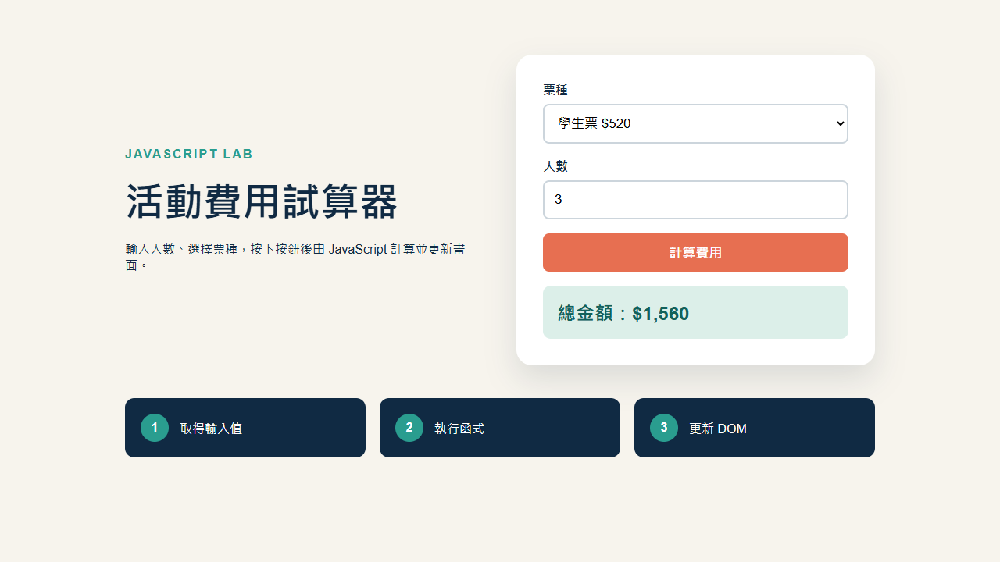 JAVASCRIPT LAB
活動費用試算器
輸入人數、選擇票種，按下按鈕後由 JavaScript 計算並更新畫
面。
票種
學生票 $520
人數
3
計算費用
總金額：$1,560
1 取得輸入值
2 執行函式
3 更新 DOM